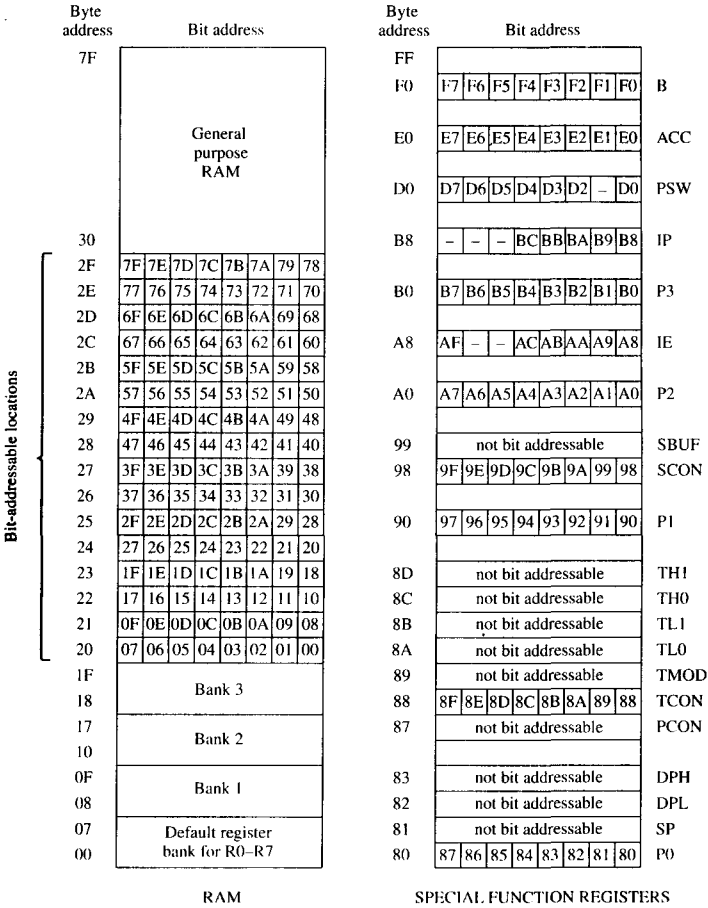 Byte address Bit address
7F
General purpose RAM
30
Bit-addressable locations
2F 7F 7E 7D 7C 7B 7A 79 78
2E 77 76 75 74 73 72 71 70
2D 6F 6E 6D 6C 6B 6A 69 68
2C 67 66 65 64 63 62 61 60
2B 5F 5E 5D 5C 5B 5A 59 58
2A 57 56 55 54 53 52 51 50
29 4F 4E 4D 4C 4B 4A 49 48
28 47 46 45 44 43 42 41 40
27 3F 3E 3D 3C 3B 3A 39 38
26 37 36 35 34 33 32 31 30
25 2F 2E 2D 2C 2B 2A 29 28
24 27 26 25 24 23 22 21 20
23 1F 1E 1D 1C 1B 1A 19 18
22 17 16 15 14 13 12 11 10
21 0F 0E 0D 0C 0B 0A 09 08
20 07 06 05 04 03 02 01 00
1F
Bank 3
18
17
Bank 2
10
0F
Bank 1
08
07
Default register bank for R0–R7
00
RAM
Byte address Bit address
FF
F0 F7 F6 F5 F4 F3 F2 F1 F0 B
E0 E7 E6 E5 E4 E3 E2 E1 E0 ACC
D0 D7 D6 D5 D4 D3 D2 – D0 PSW
B8 – – – BC BB BA B9 B8 IP
B0 B7 B6 B5 B4 B3 B2 B1 B0 P3
A8 AF – – AC AB AA A9 A8 IE
A0 A7 A6 A5 A4 A3 A2 A1 A0 P2
99 not bit addressable SBUF
98 9F 9E 9D 9C 9B 9A 99 98 SCON
90 97 96 95 94 93 92 91 90 P1
8D not bit addressable TH1
8C not bit addressable TH0
8B not bit addressable TL1
8A not bit addressable TL0
89 not bit addressable TMOD
88 8F 8E 8D 8C 8B 8A 89 88 TCON
87 not bit addressable PCON
83 not bit addressable DPH
82 not bit addressable DPL
81 not bit addressable SP
80 87 86 85 84 83 82 81 80 P0
SPECIAL FUNCTION REGISTERS